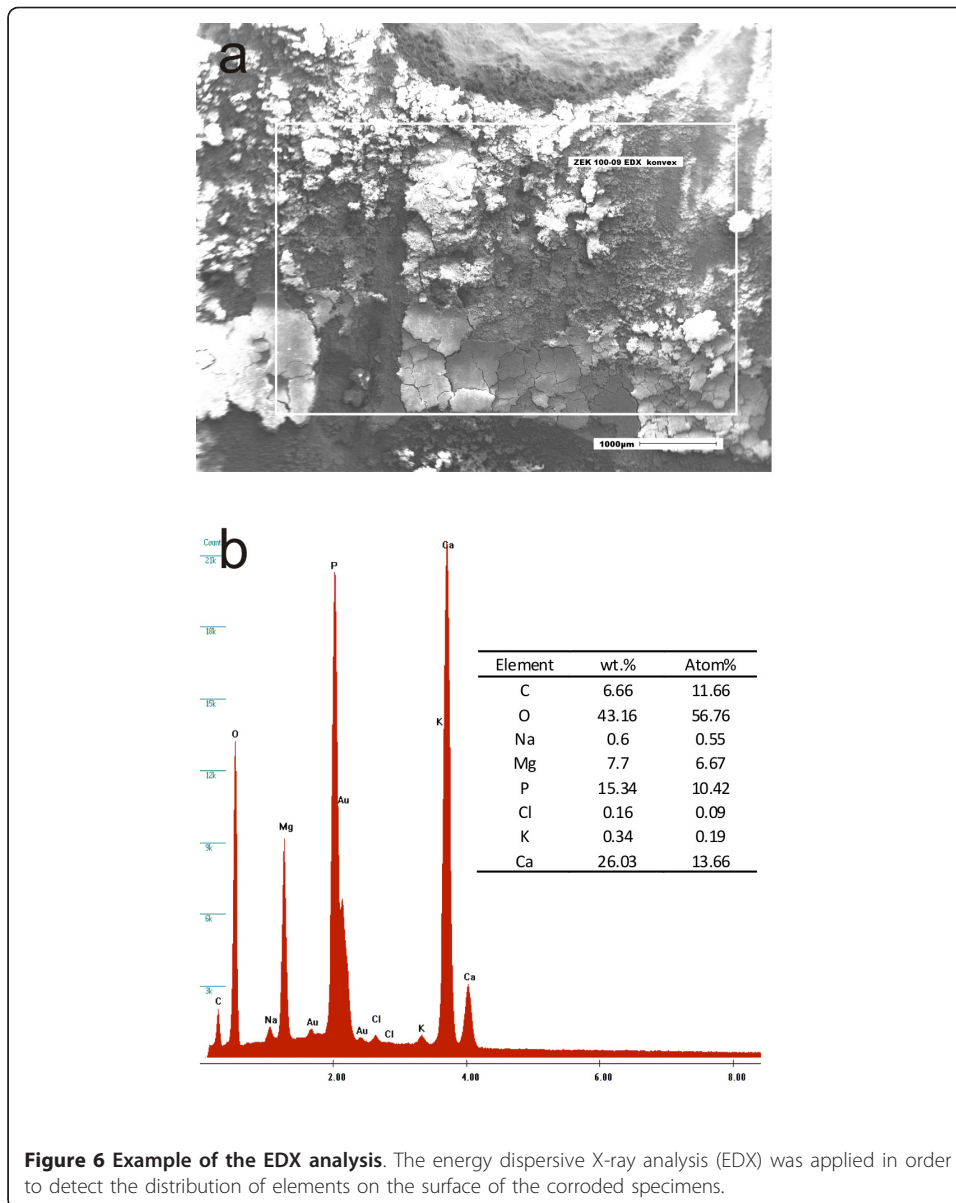 a
ZEK 100-09 EDX konvex
1000µm
b
Count
21k
18k
15k
12k
9k
6k
3k
C
O
Na
Mg
Au
P
Au
Au
Cl
Cl
K
K
Ca
Ca
2.00 4.00 6.00 8.00
Element wt.% Atom%
C 6.66 11.66
O 43.16 56.76
Na 0.6 0.55
Mg 7.7 6.67
P 15.34 10.42
Cl 0.16 0.09
K 0.34 0.19
Ca 26.03 13.66
Figure 6 Example of the EDX analysis. The energy dispersive X-ray analysis (EDX) was applied in order
to detect the distribution of elements on the surface of the corroded specimens.